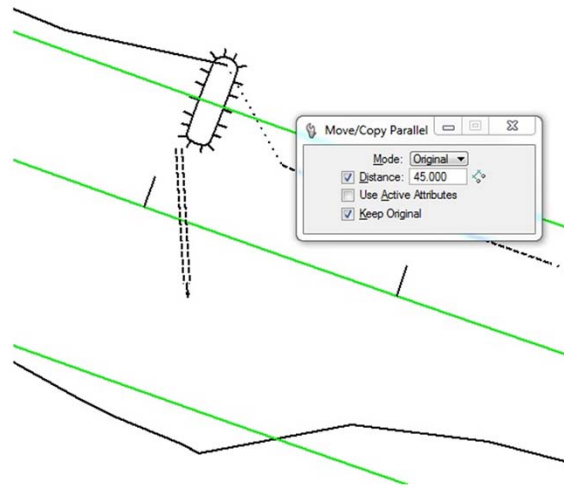 Move/Copy Parallel
Mode: Original
Distance: 45.000
Use Active Attributes
Keep Original